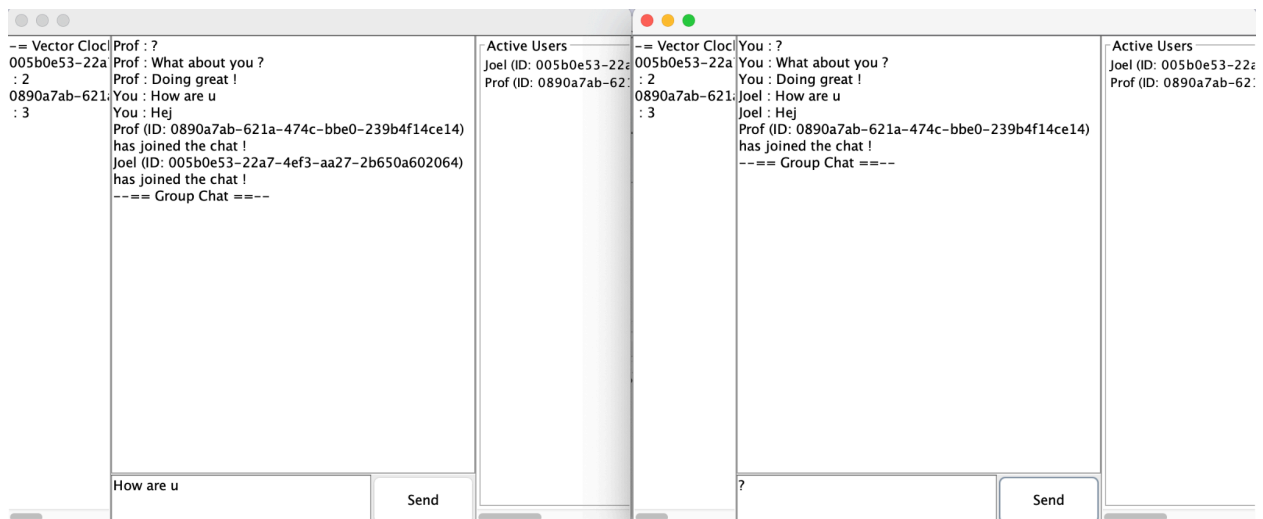 -= Vector Cloc
005b0e53-22a
: 2
0890a7ab-621
: 3
Prof : ?
Prof : What about you ?
Prof : Doing great !
You : How are u
You : Hej
Prof (ID: 0890a7ab-621a-474c-bbe0-239b4f14ce14)
has joined the chat !
Joel (ID: 005b0e53-22a7-4ef3-aa27-2b650a602064)
has joined the chat !
--== Group Chat ==--
How are u
Send
Active Users
Joel (ID: 005b0e53-22a
Prof (ID: 0890a7ab-621
-= Vector Cloc
005b0e53-22a
: 2
0890a7ab-621
: 3
You : ?
You : What about you ?
You : Doing great !
Joel : How are u
Joel : Hej
Prof (ID: 0890a7ab-621a-474c-bbe0-239b4f14ce14)
has joined the chat !
--== Group Chat ==--
?
Send
Active Users
Joel (ID: 005b0e53-22a
Prof (ID: 0890a7ab-62